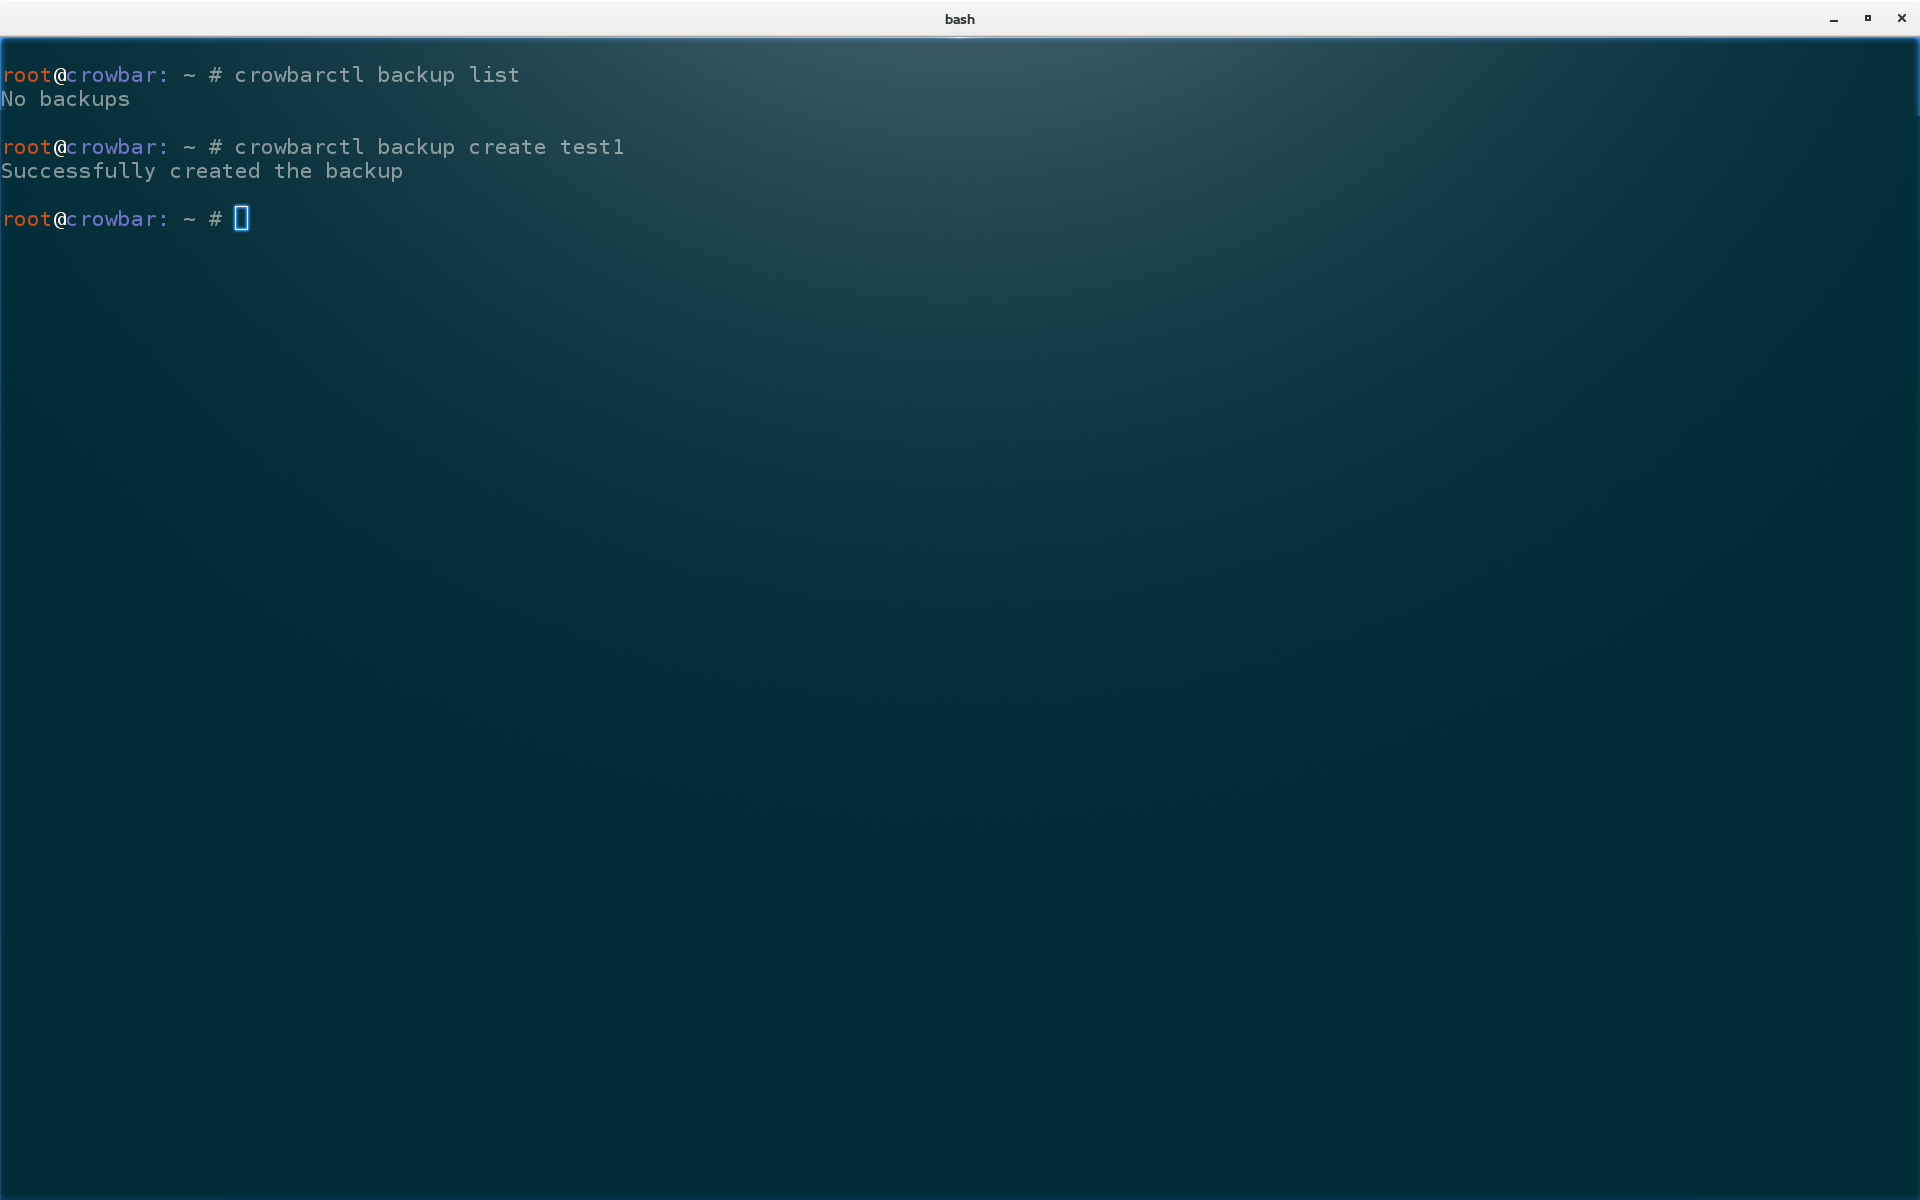 bash
root@crowbar: ~ # crowbarctl backup list
No backups
root@crowbar: ~ # crowbarctl backup create test1
Successfully created the backup
root@crowbar: ~ #